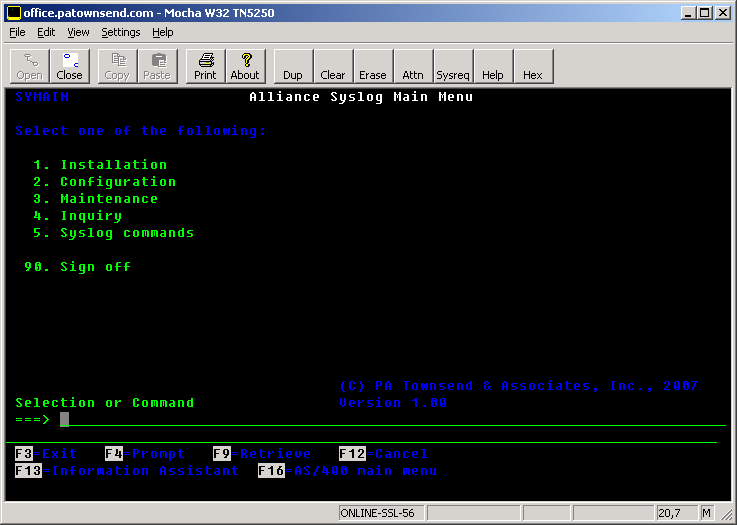 office.patownsend.com - Mocha W32 TN5250
File Edit View Settings Help
Open Close Copy Paste Print About Dup Clear Erase Attn Sysreq Help Hex
SYMAIN Alliance Syslog Main Menu
Select one of the following:
1. Installation
2. Configuration
3. Maintenance
4. Inquiry
5. Syslog commands
90. Sign off
(C) PA Townsend & Associates, Inc., 2007
Selection or Command Version 1.00
===>
F3=Exit F4=Prompt F9=Retrieve F12=Cancel
F13=Information Assistant F16=AS/400 main menu
ONLINE-SSL-56 20,7 M